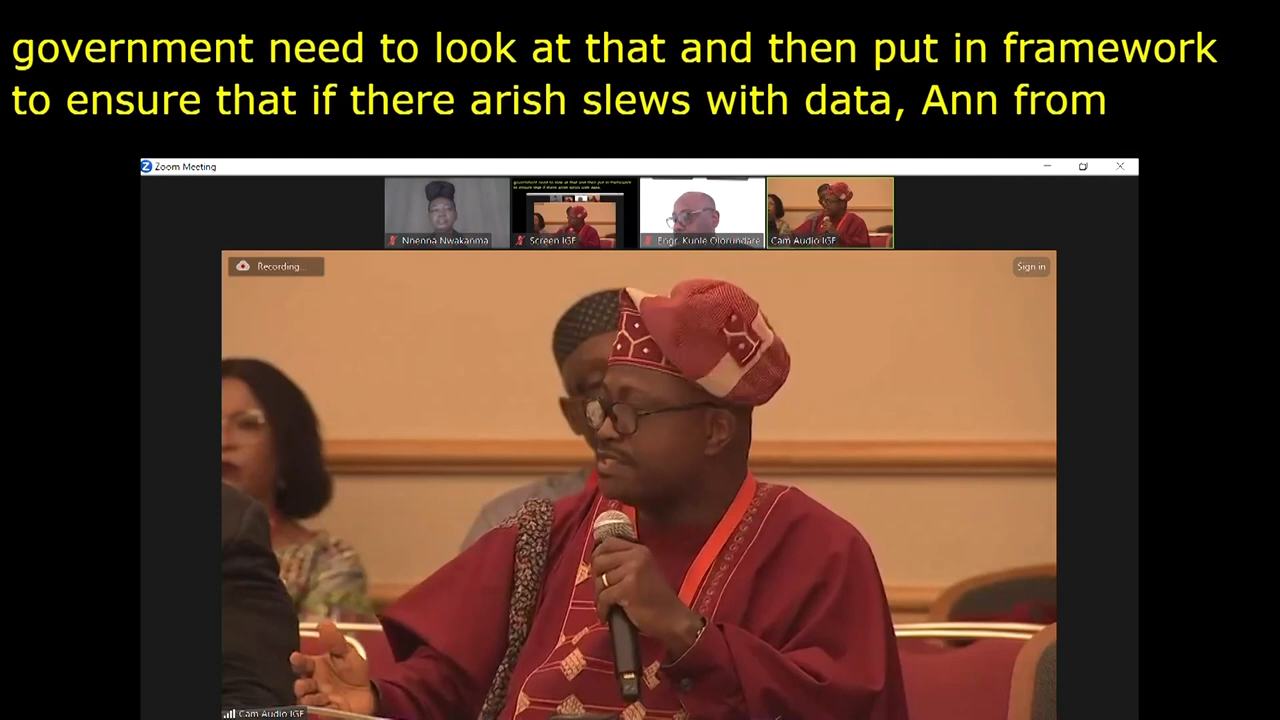 government need to look at that and then put in framework
to ensure that if there arish slews with data, Ann from
Zoom Meeting
Nnenna Nwakanma
Screen IGF
Engr. Kunle Olorundare
Cam Audio IGF
Recording...
Sign in
Cam Audio IGF